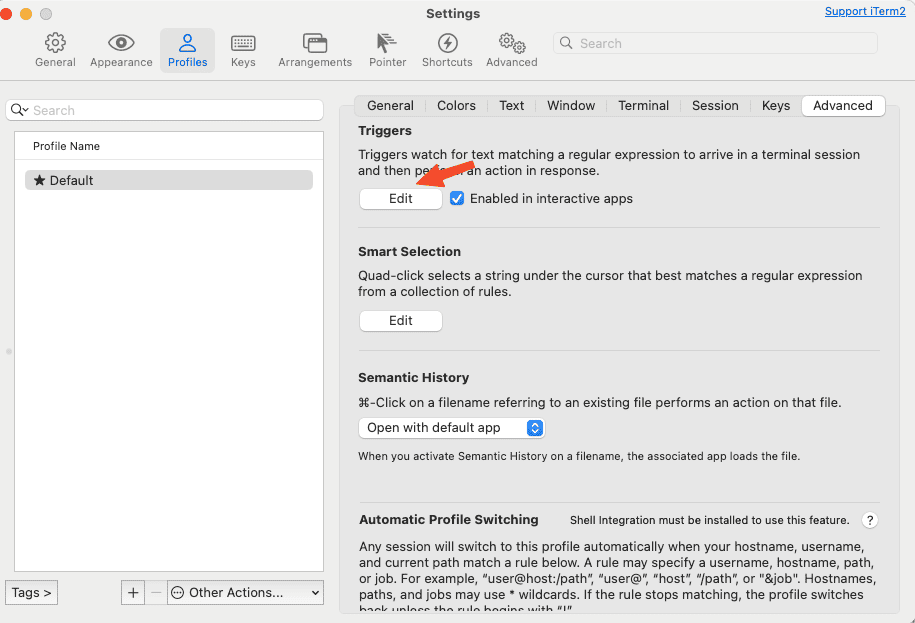 Settings
Support iTerm2
General
Appearance
Profiles
Keys
Arrangements
Pointer
Shortcuts
Advanced
Search
Search
Profile Name
★ Default
Tags >
+
−
Other Actions...
General
Colors
Text
Window
Terminal
Session
Keys
Advanced
Triggers
Triggers watch for text matching a regular expression to arrive in a terminal session
and then an action in response.
Edit
Enabled in interactive apps
Smart Selection
Quad-click selects a string under the cursor that best matches a regular expression
from a collection of rules.
Edit
Semantic History
⌘-Click on a filename referring to an existing file performs an action on that file.
Open with default app
When you activate Semantic History on a filename, the associated app loads the file.
Automatic Profile Switching
Shell Integration must be installed to use this feature.
?
Any session will switch to this profile automatically when your hostname, username,
and current path match a rule below. A rule may specify a username, hostname, path,
or job. For example, “user@host:/path”, “user@”, “host”, “/path”, or "&job". Hostnames,
paths, and jobs may use * wildcards. If the rule stops matching, the profile switches
back unless the rule begins with “!”